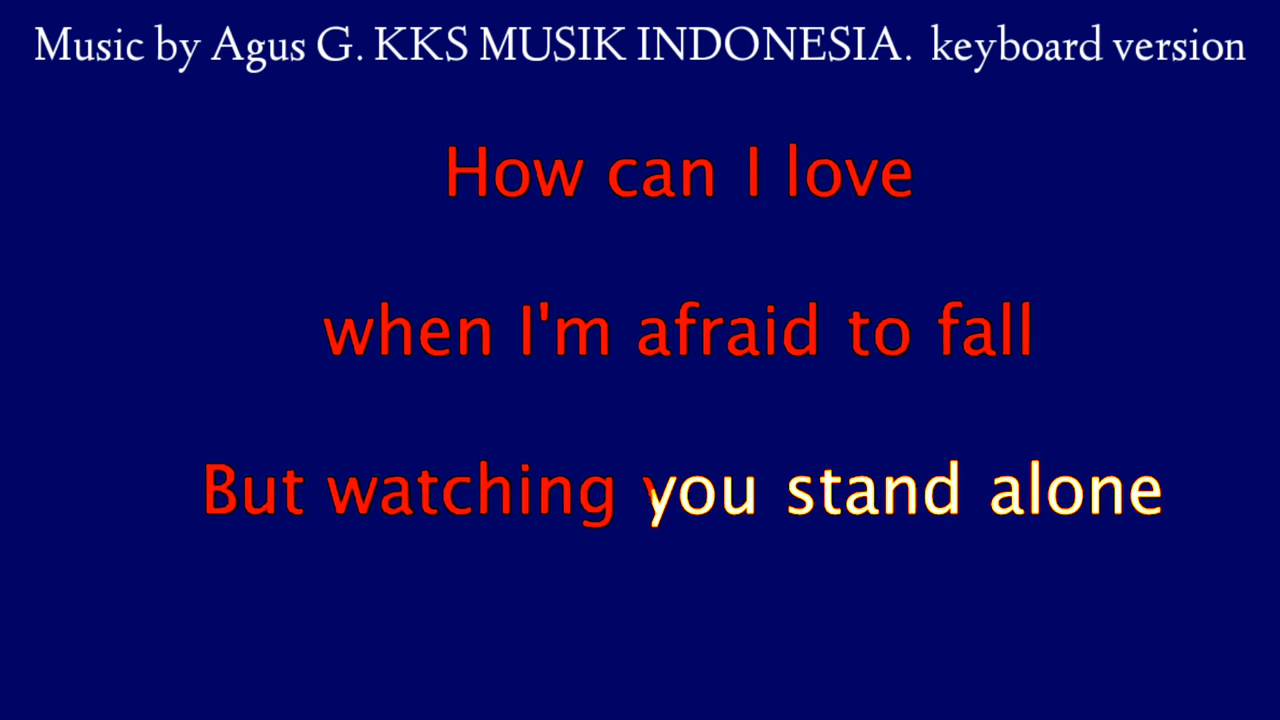 Music by Agus G. KKS MUSIK INDONESIA. keyboard version
How can I love
when I'm afraid to fall
But watching you stand alone